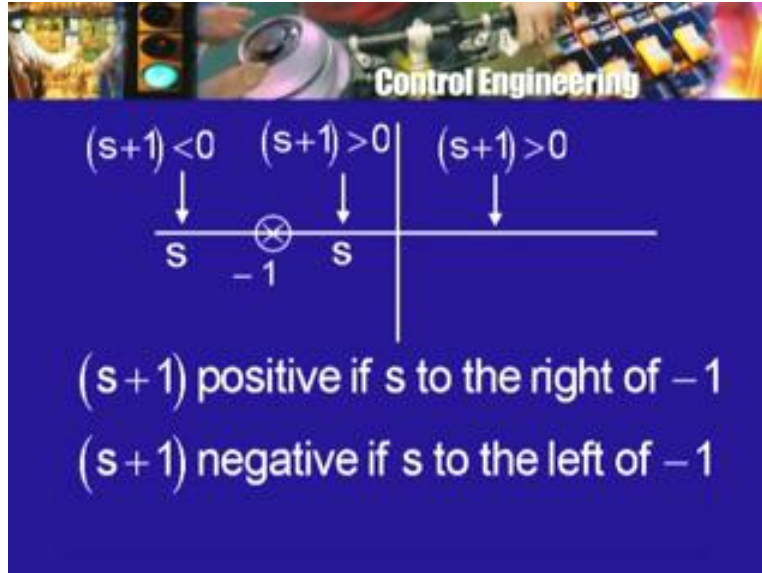 Control Engineering
(s+1)<0 (s+1)>0 (s+1)>0
s s
– 1
(s+1) positive if s to the right of – 1
(s+1) negative if s to the left of – 1